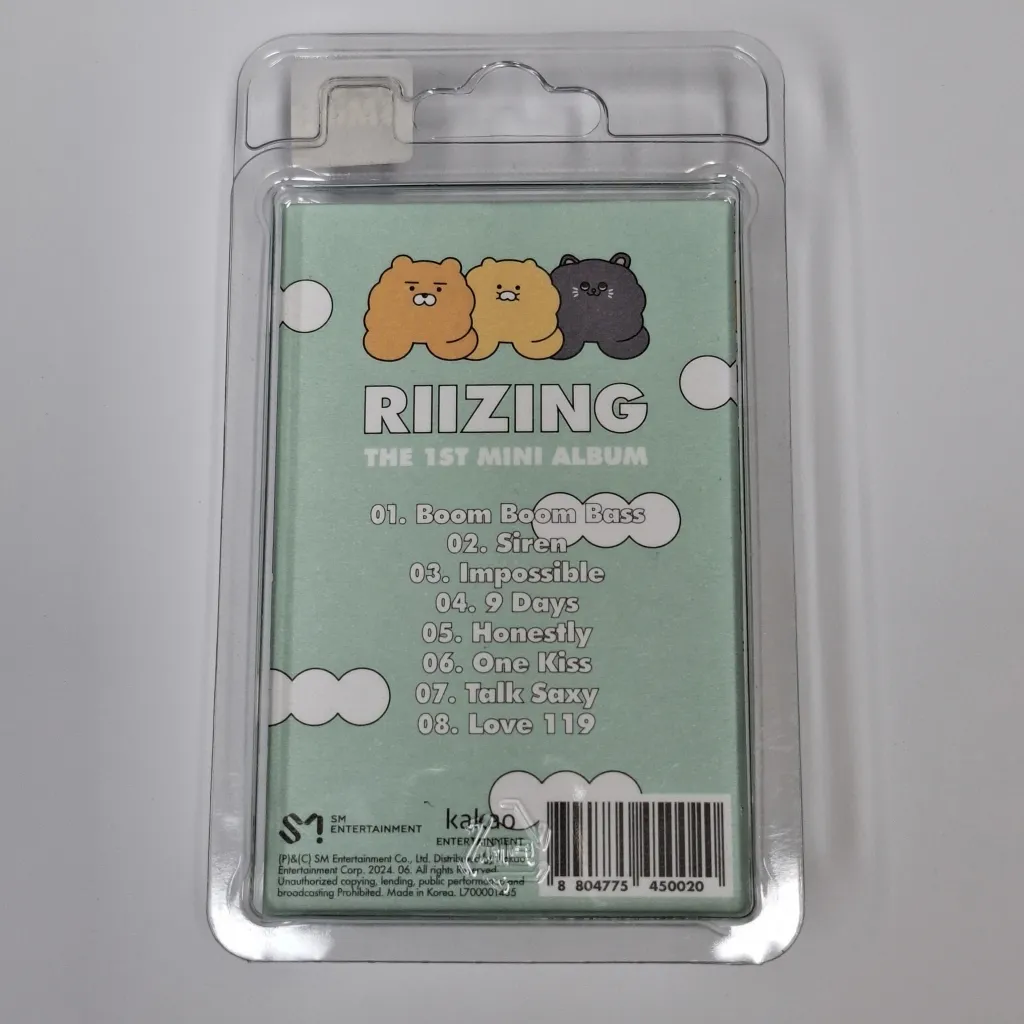 RIIZING
THE 1ST MINI ALBUM
01. Boom Boom Bass
02. Siren
03. Impossible
04. 9 Days
05. Honestly
06. One Kiss
07. Talk Saxy
08. Love 119
SM
ENTERTAINMENT
kakao
ENTERTAINMENT
(P)&(C) SM Entertainment Co., Ltd. Distributed by Kakao
Entertainment Corp. 2024. 06. All rights Reserved.
Unauthorized copying, lending, public performance and
broadcasting Prohibited. Made in Korea. L700001435
8 804775 450020